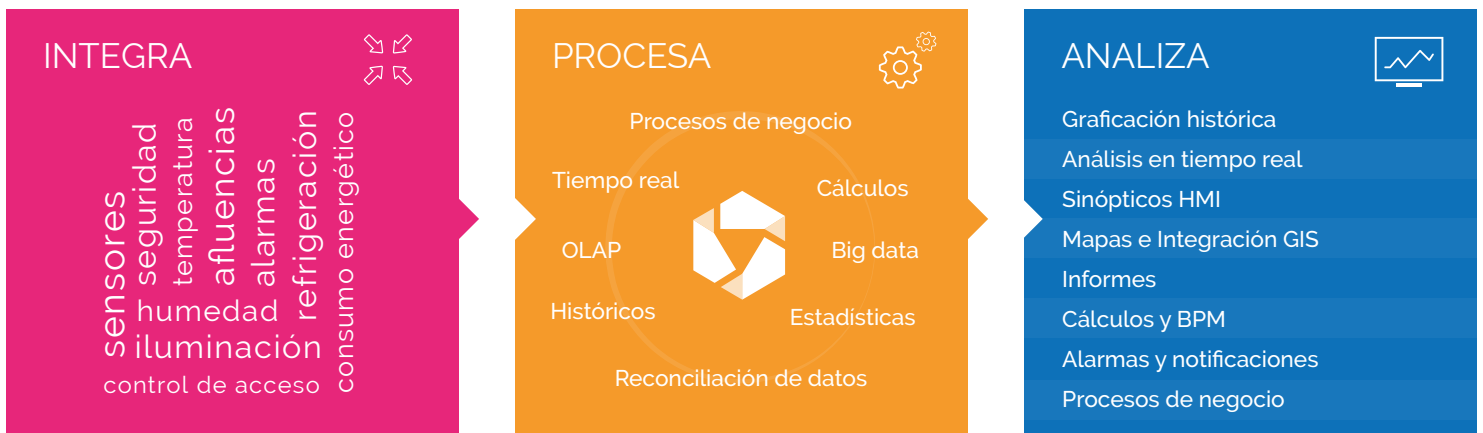 INTEGRA
sensores
seguridad
temperatura
afluencias
alarmas
refrigeración
consumo energético
humedad
iluminación
control de acceso
PROCESA
Procesos de negocio
Tiempo real
Cálculos
OLAP
Big data
Históricos
Estadísticas
Reconciliación de datos
ANALIZA
Graficación histórica
Análisis en tiempo real
Sinópticos HMI
Mapas e Integración GIS
Informes
Cálculos y BPM
Alarmas y notificaciones
Procesos de negocio